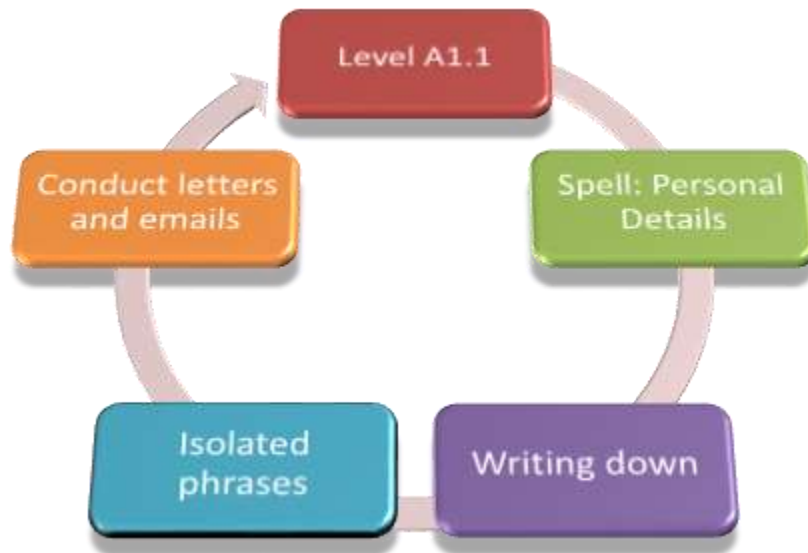 Level A1.1
Spell: Personal
Details
Writing down
Isolated
phrases
Conduct letters
and emails